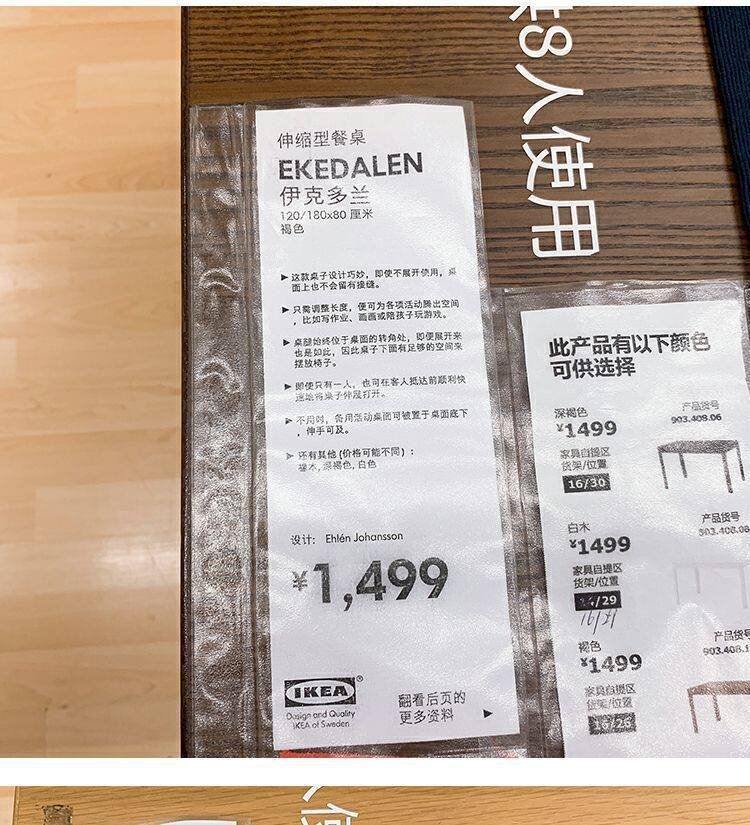 8人使用
伸缩型餐桌
EKEDALEN
伊克多兰
120/180x80 厘米
褐色
▶ 这款桌子设计巧妙，即使不展开使用，桌
面上也不会留有接缝。
▶ 只需调整长度，便可为各项活动腾出空间
，比如写作业、画画或陪孩子玩游戏。
▶ 桌腿始终位于桌面的转角处，即便展开来
也是如此，因此桌子下面有足够的空间来
摆放椅子。
▶ 即使只有一人，也可在客人抵达前顺利快
速地将桌子伸展打开。
▶ 不用时，备用活动桌面可被置于桌面底下
，伸手可及。
▶ 还有其他 (价格可能不同)：
橡木, 深褐色, 白色
设计: Ehlén Johansson
¥1,499
IKEA®
Design and Quality
IKEA of Sweden
翻看后页的
更多资料 ▶
此产品有以下颜色
可供选择
深褐色
¥1499
产品货号
903.408.06
家具自提区
货架/位置
16/30
白木
¥1499
产品货号
503.408.08
家具自提区
货架/位置
/29
褐色
¥1499
产品货号
903.408.1
家具自提区
货架/位置
人使